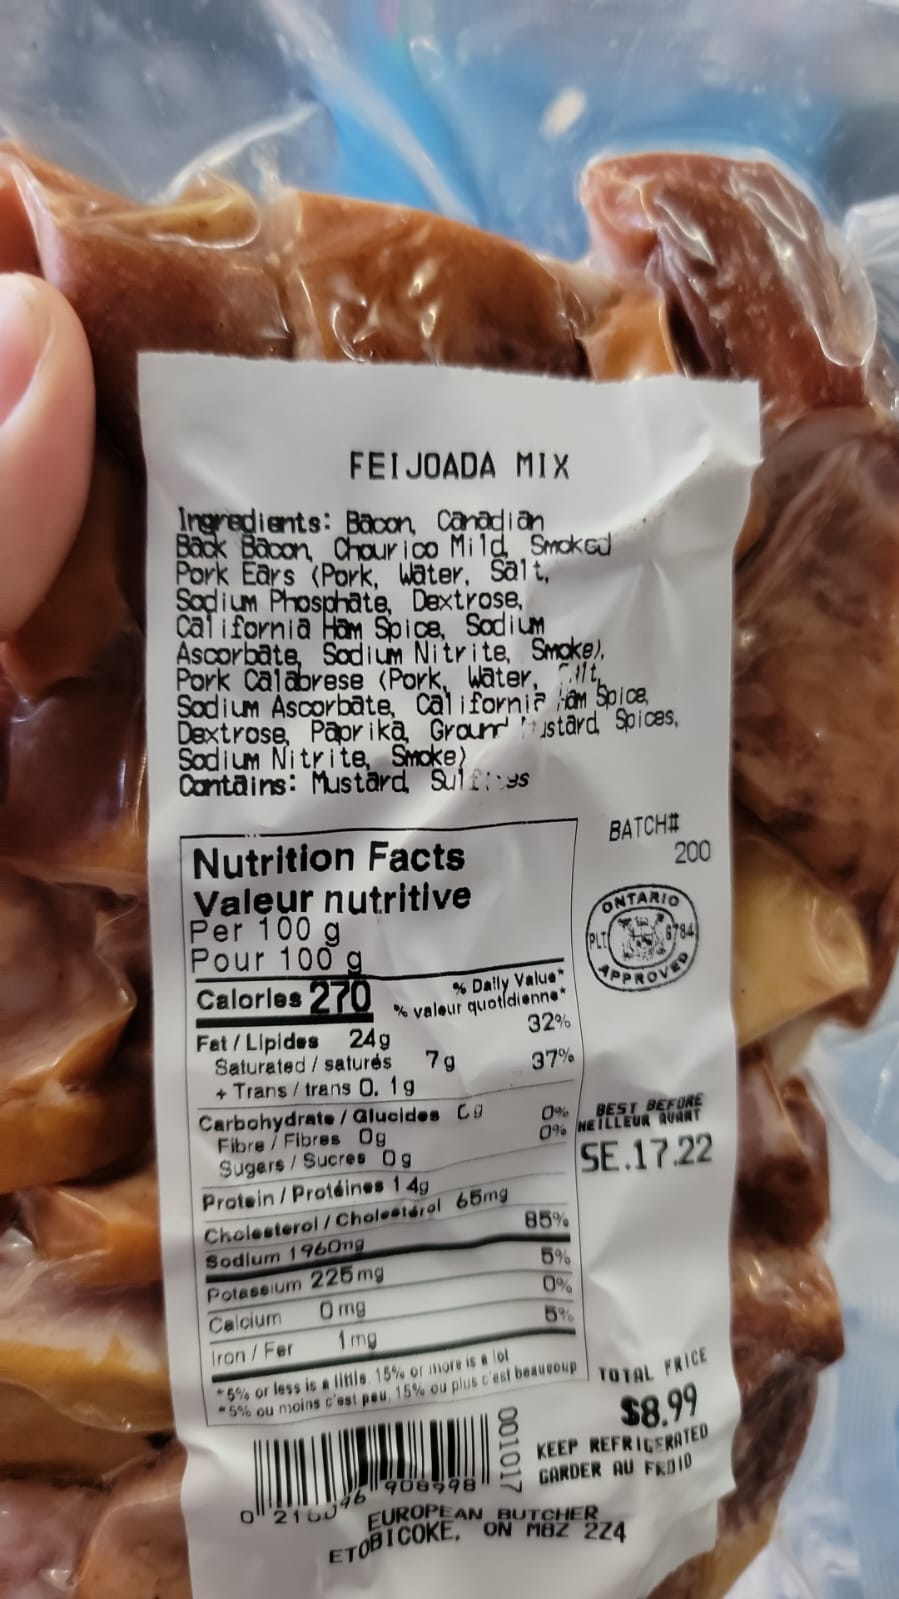 FEIJOADA MIX
Ingredients: Bacon, Canadian
Back Bacon, Chourico Mild, Smoked
Pork Ears (Pork, Water, Salt,
Sodium Phosphate, Dextrose,
California Ham Spice, Sodium
Ascorbate, Sodium Nitrite, Smoke),
Pork Calabrese (Pork, Water,
Sodium Ascorbate, California Ham Spice,
Dextrose, Paprika, Ground Mustard, Spices,
Sodium Nitrite, Smoke)
Contains: Mustard,
BATCH#
200
ONTARIO
PLT 6784
APPROVED
Nutrition Facts
Valeur nutritive
Per 100 g
Pour 100 g
Calories 270
% Daily Value*
% valeur quotidienne*
Fat / Lipides 24g 32%
Saturated / saturés 7g 37%
+ Trans / trans 0.1g
Carbohydrate / Glucides 0%
Fibre / Fibres 0g 0%
Sugars / Sucres 0g
Protein / Protéines 14g
Cholesterol / Cholestérol 65mg
Sodium 1960mg 85%
Potassium 225mg 5%
Calcium 0mg 0%
Iron / Fer 1mg 5%
*5% or less is a little. 15% or more is a lot
*5% ou moins c'est peu. 15% ou plus c'est beaucoup
BEST BEFORE
MEILLEUR AVANT
SE.17.22
TOTAL PRICE
$8.99
KEEP REFRIGERATED
GARDER AU FROID
001017
EUROPEAN BUTCHER
ETOBICOKE, ON M8Z 2Z4